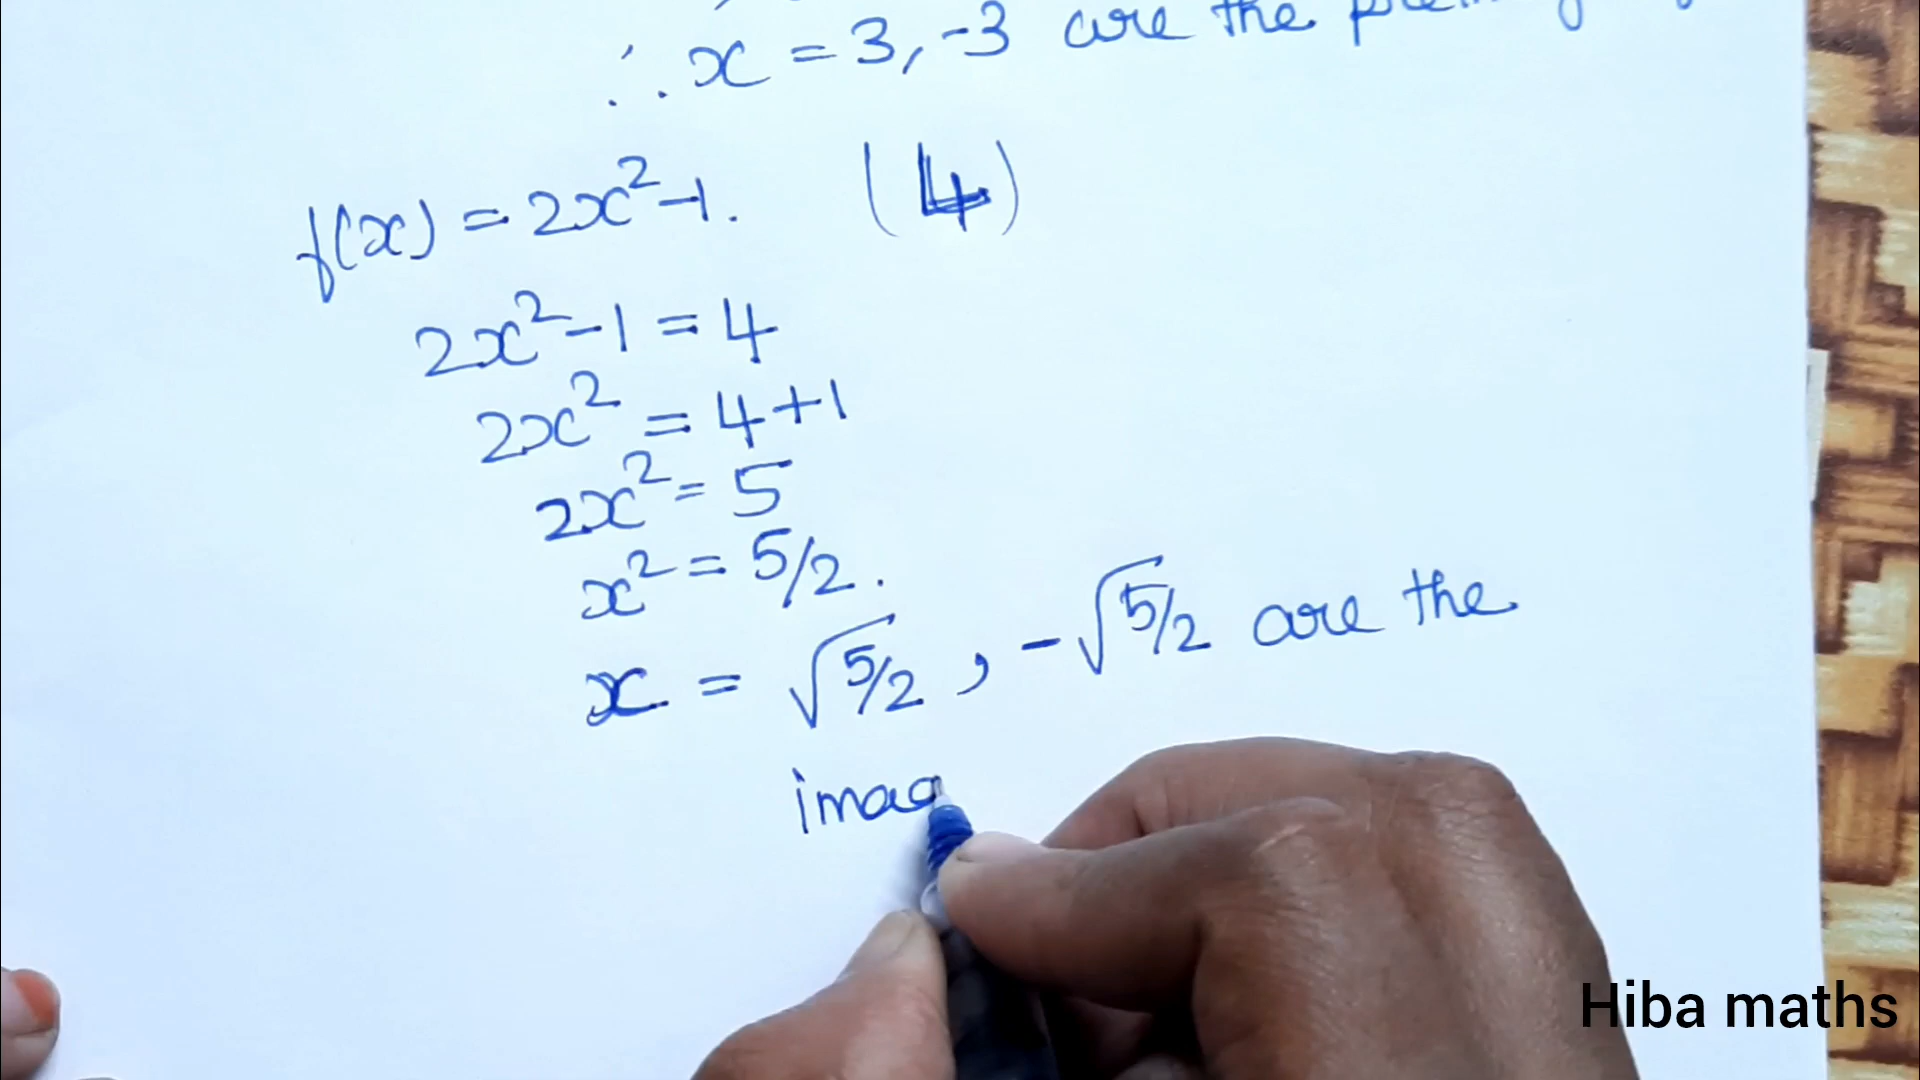 ∴ x = 3, -3 are the
f(x) = 2x² - 1. (4)
2x² - 1 = 4
2x² = 4 + 1
2x² = 5
x² = 5/2.
x = √5/2 , -√5/2 are the
imag
Hiba maths